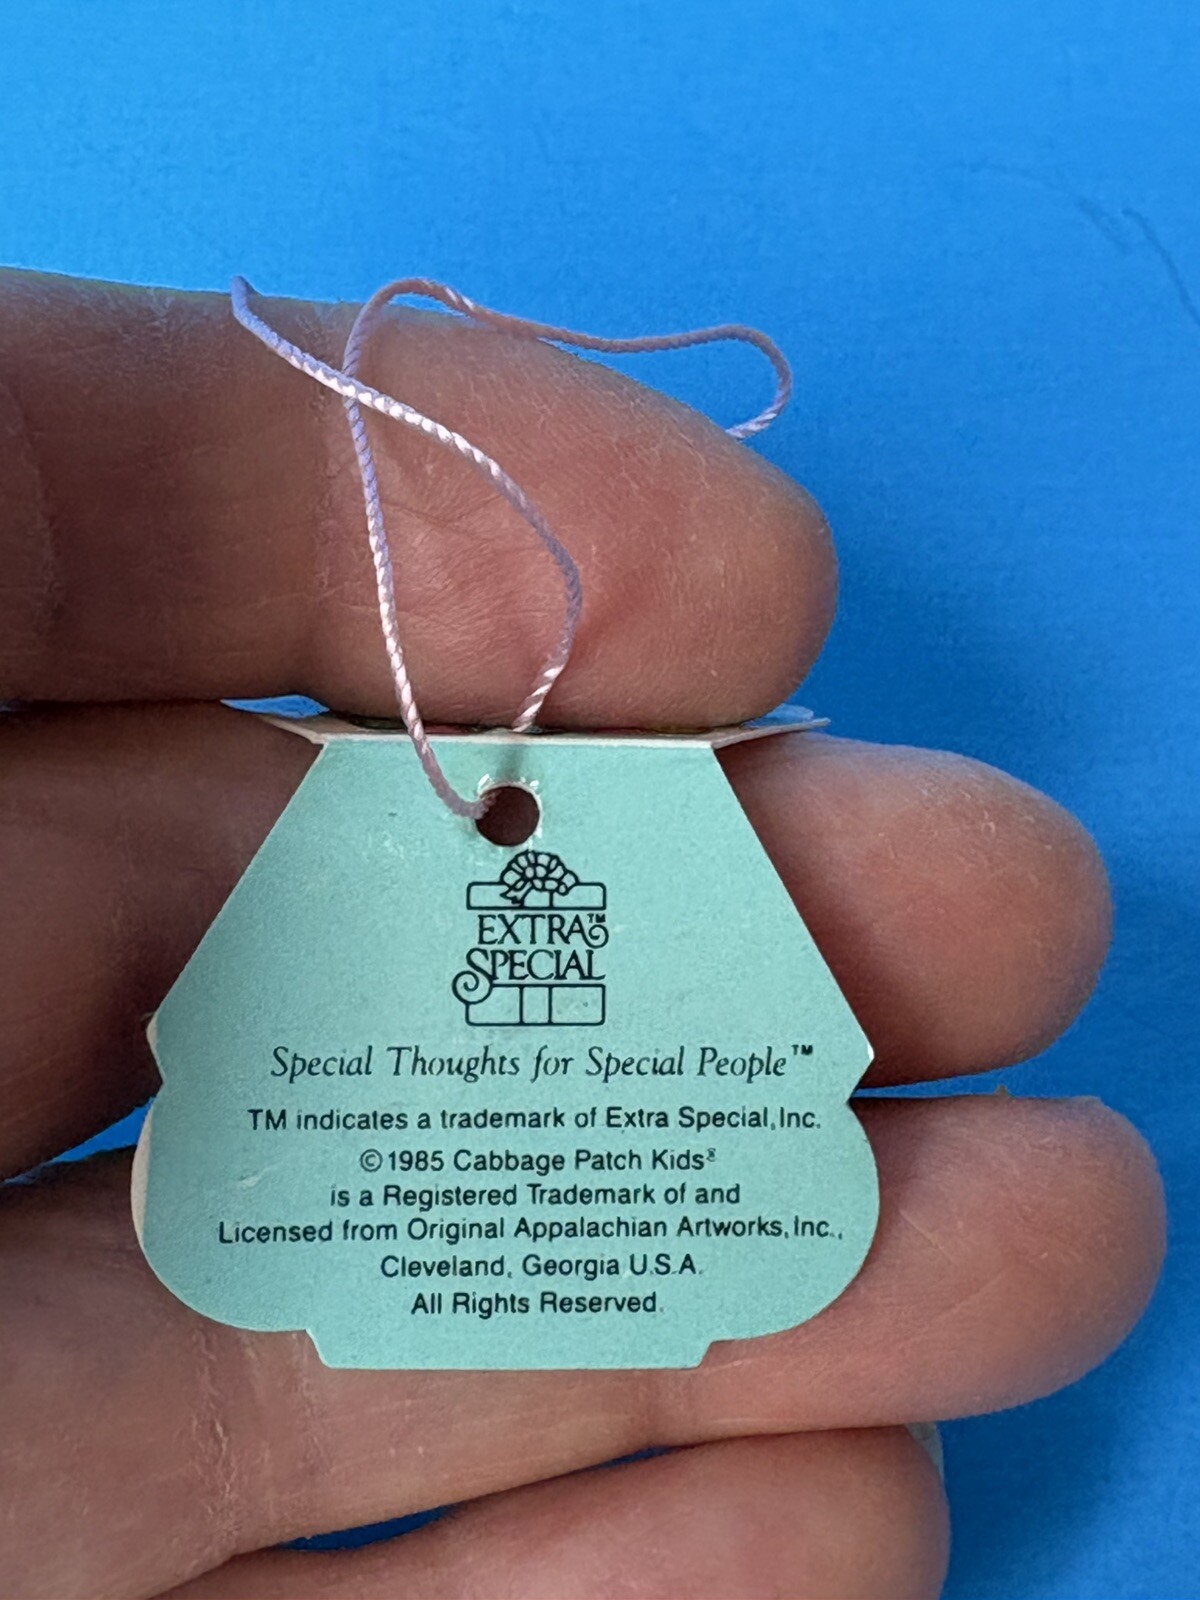 EXTRA™
SPECIAL
Special Thoughts for Special People™
TM indicates a trademark of Extra Special, Inc.
©1985 Cabbage Patch Kids®
is a Registered Trademark of and
Licensed from Original Appalachian Artworks, Inc.,
Cleveland, Georgia U.S.A.
All Rights Reserved.